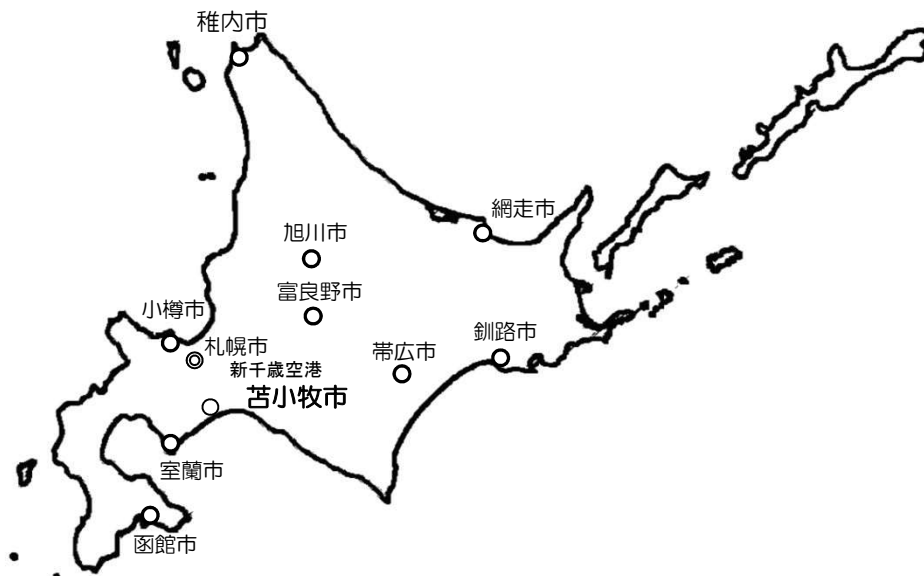 稚内市
網走市
旭川市
富良野市
小樽市
釧路市
札幌市
帯広市
新千歳空港
苫小牧市
室蘭市
函館市